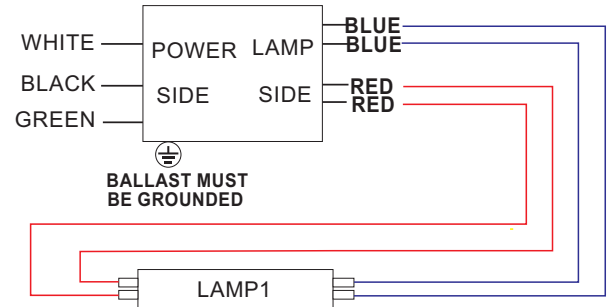 WHITE
BLACK
GREEN
POWER
SIDE
LAMP
SIDE
BLUE
BLUE
RED
RED
BALLAST MUST
BE GROUNDED
LAMP1